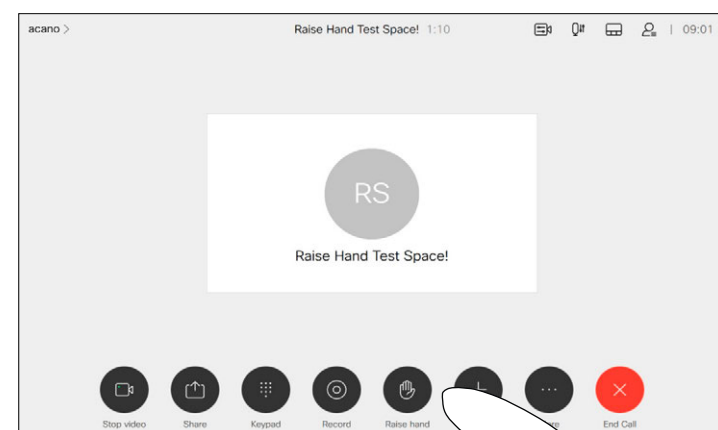 acano >
Raise Hand Test Space! 1:10
| 09:01
RS
Raise Hand Test Space!
Stop video
Share
Keypad
Record
Raise hand
End Call